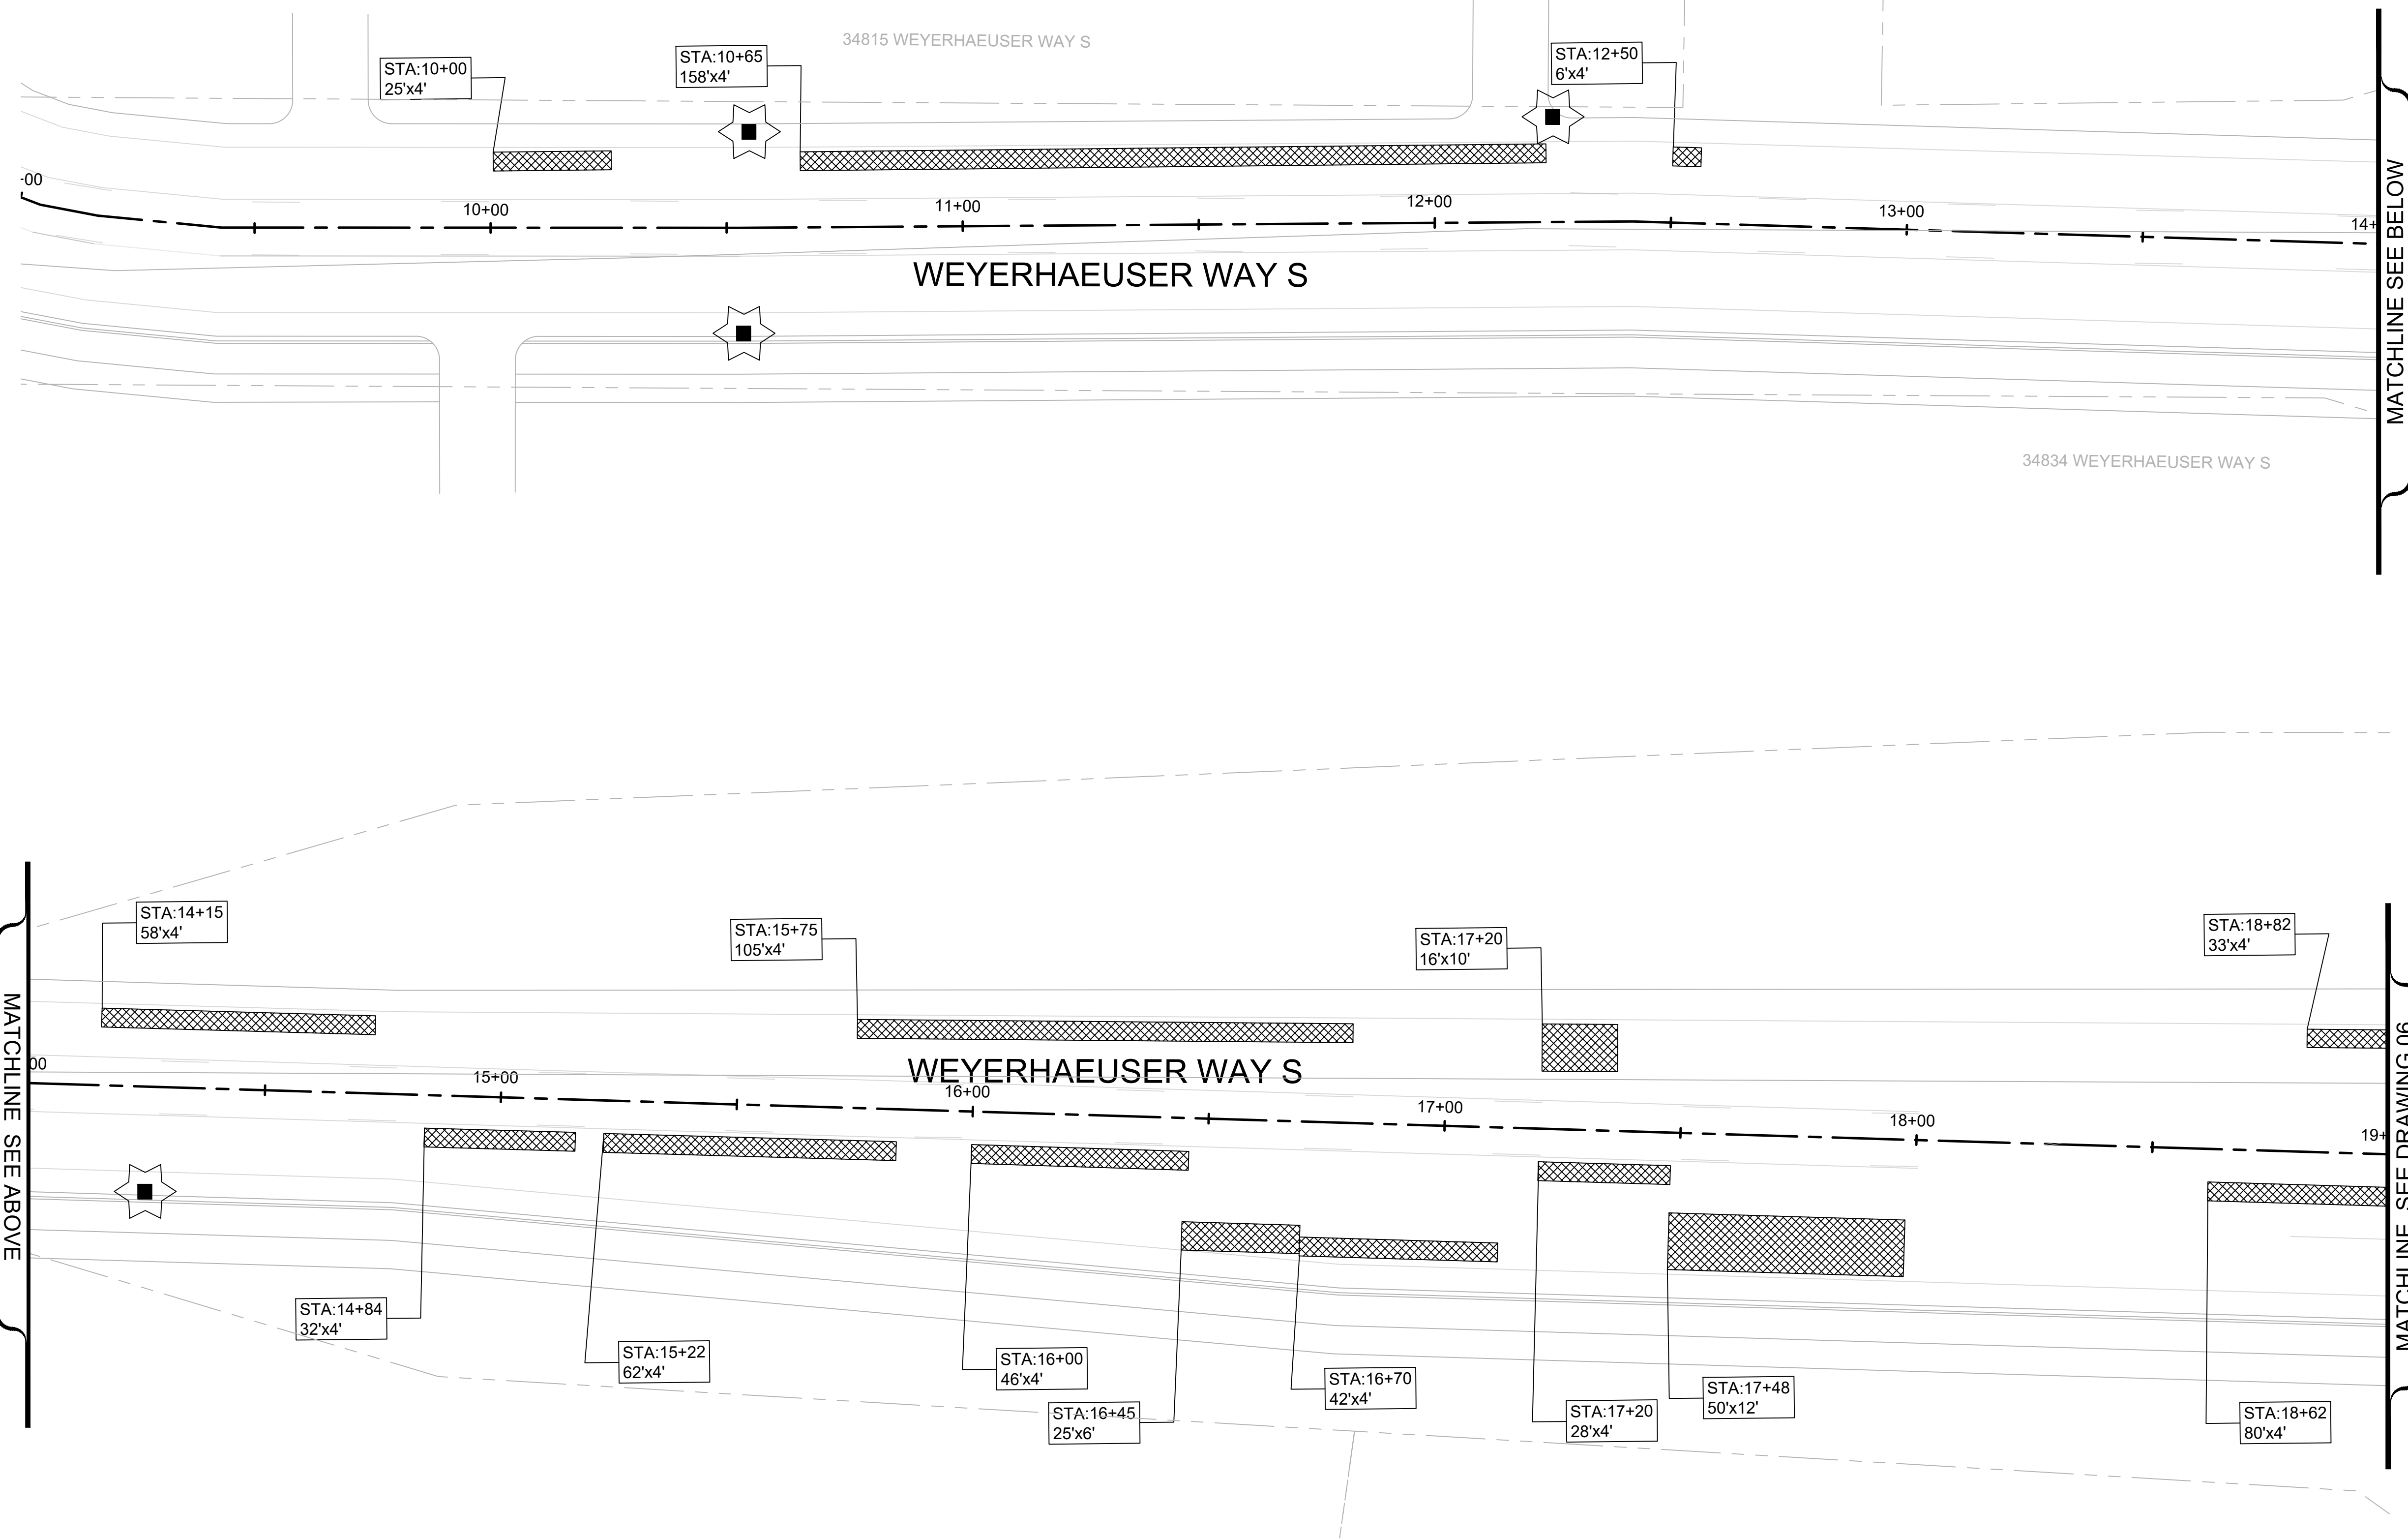 34815 WEYERHAEUSER WAY S
STA:10+00
25'x4'
STA:10+65
158'x4'
STA:12+50
6'x4'
-00
10+00
11+00
12+00
13+00
14+
WEYERHAEUSER WAY S
MATCHLINE SEE BELOW
34834 WEYERHAEUSER WAY S
STA:14+15
58'x4'
STA:15+75
105'x4'
STA:17+20
16'x10'
STA:18+82
33'x4'
MATCHLINE SEE ABOVE
WEYERHAEUSER WAY S
00
15+00
16+00
17+00
18+00
19+
MATCHLINE SEE DRAWING 06
STA:14+84
32'x4'
STA:15+22
62'x4'
STA:16+00
46'x4'
STA:16+45
25'x6'
STA:16+70
42'x4'
STA:17+20
28'x4'
STA:17+48
50'x12'
STA:18+62
80'x4'